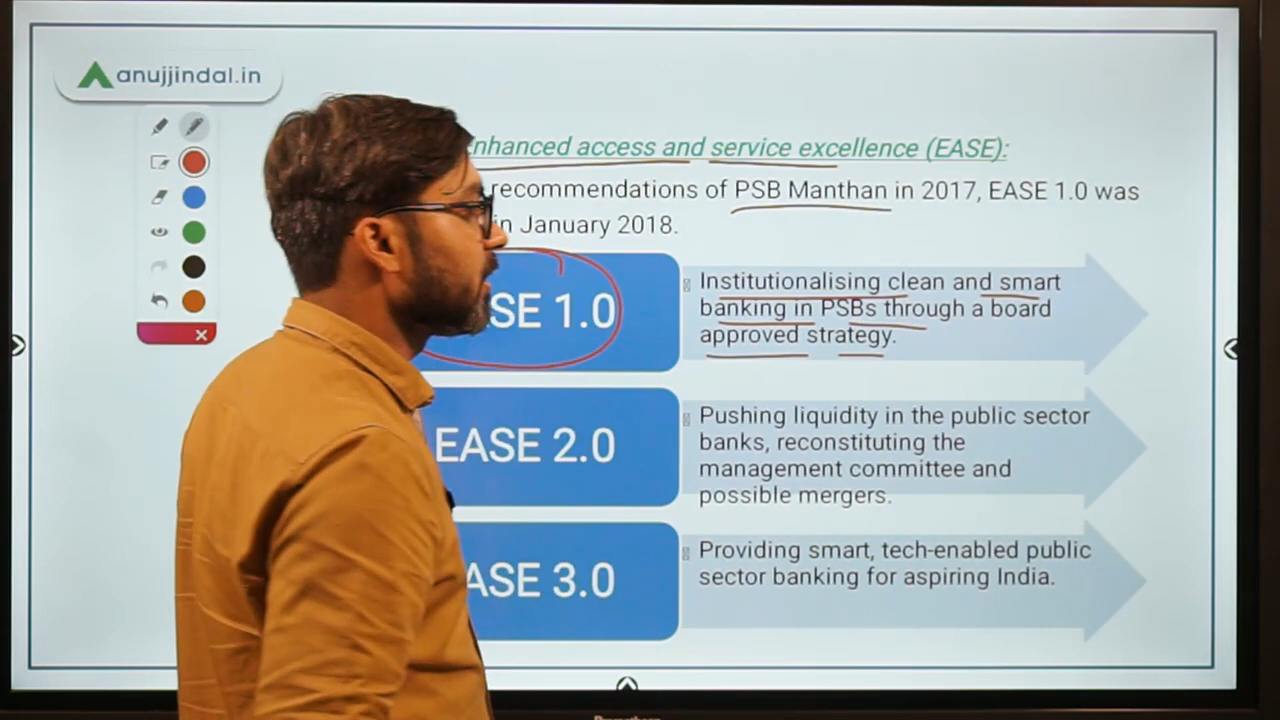 anujjindal.in
nhanced access and service excellence (EASE):
recommendations of PSB Manthan in 2017, EASE 1.0 was
in January 2018.
SE 1.0
Institutionalising clean and smart
banking in PSBs through a board
approved strategy.
EASE 2.0
Pushing liquidity in the public sector
banks, reconstituting the
management committee and
possible mergers.
ASE 3.0
Providing smart, tech-enabled public
sector banking for aspiring India.